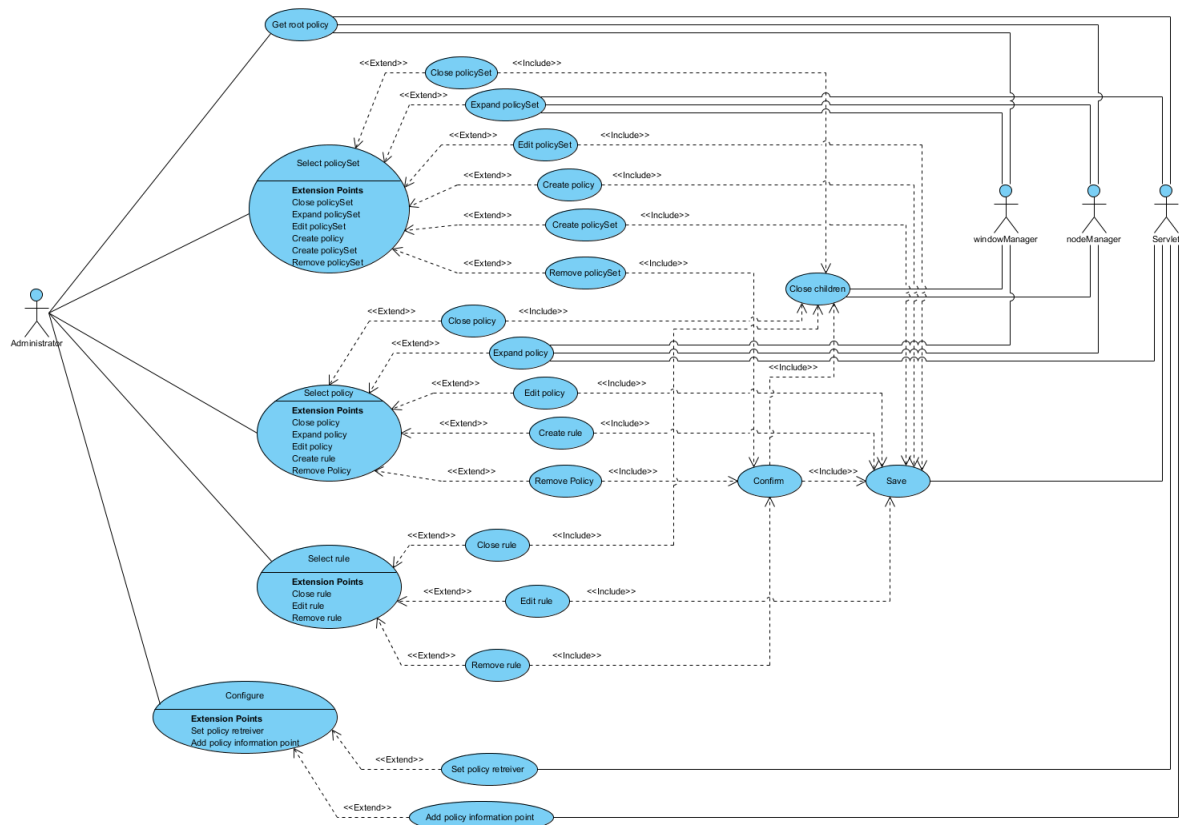 Get root policy
<<Extend>>
Close policySet
<<Include>>
<<Extend>>
Expand policySet
<<Extend>>
Edit policySet
<<Include>>
Select policySet
Extension Points
Close policySet
Expand policySet
Edit policySet
Create policy
Create policySet
Remove policySet
<<Extend>>
Create policy
<<Include>>
<<Extend>>
Create policySet
<<Include>>
<<Extend>>
Remove policySet
<<Include>>
windowManager
nodeManager
Servlet
Close children
Administrator
<<Extend>>
Close policy
<<Include>>
<<Extend>>
Expand policy
<<Include>>
Select policy
Extension Points
Close policy
Expand policy
Edit policy
Create rule
Remove Policy
<<Extend>>
Edit policy
<<Include>>
<<Extend>>
Create rule
<<Include>>
<<Extend>>
Remove Policy
<<Include>>
Confirm
<<Include>>
Save
<<Extend>>
Close rule
<<Include>>
Select rule
Extension Points
Close rule
Edit rule
Remove rule
<<Extend>>
Edit rule
<<Include>>
<<Extend>>
Remove rule
<<Include>>
Configure
Extension Points
Set policy retreiver
Add policy information point
<<Extend>>
Set policy retreiver
<<Extend>>
Add policy information point